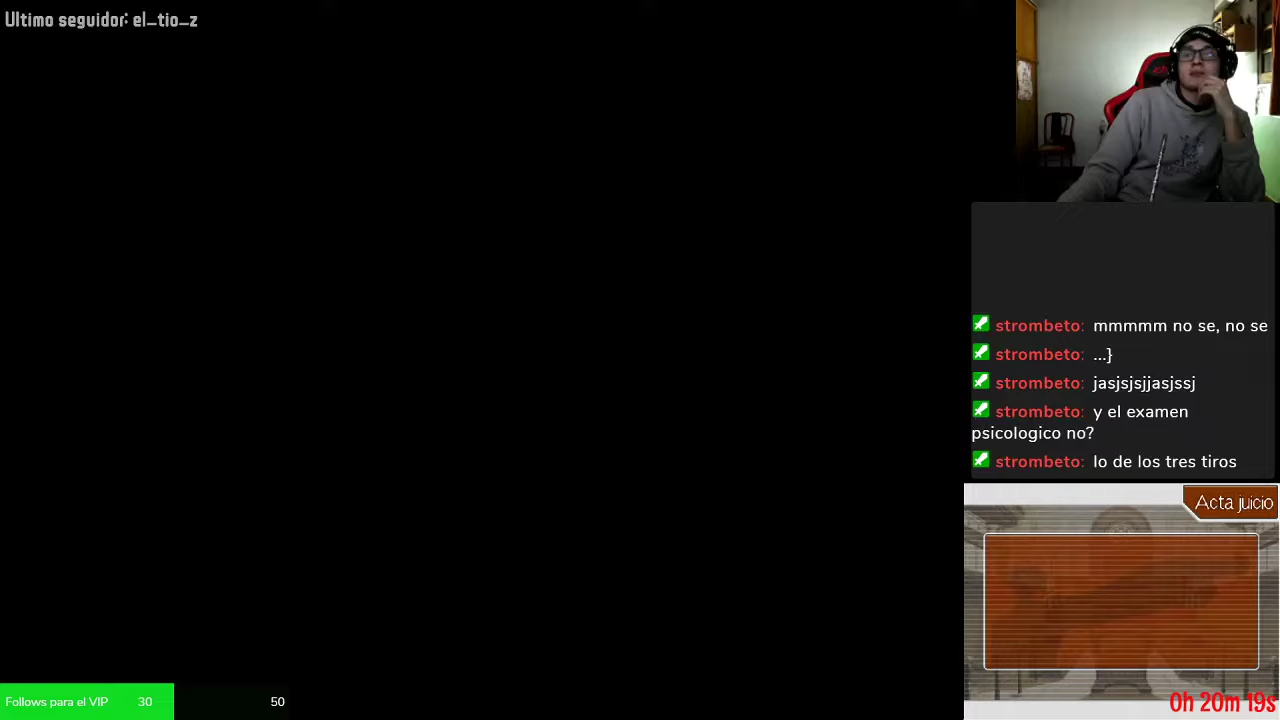 Ultimo seguidor: el_tio_z
strombeto: mmmmm no se, no se
strombeto: ...}
strombeto: jasjsjsjjasjssj
strombeto: y el examen
psicologico no?
strombeto: lo de los tres tiros
Acta juicio
Follows para el VIP 30 50
0h 20m 19s